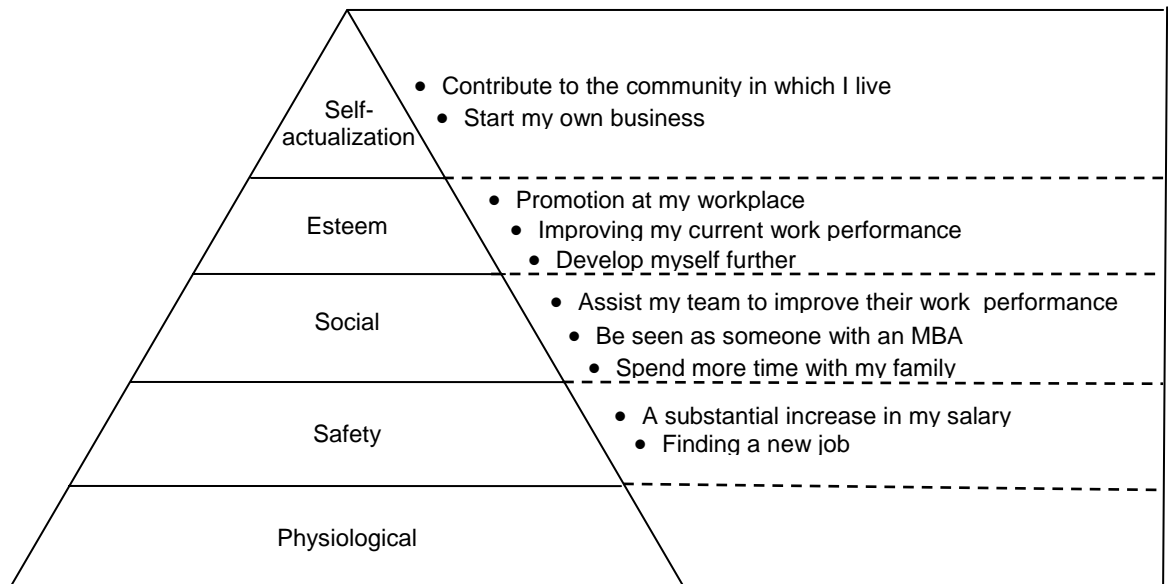 • Contribute to the community in which I live
Self-
actualization
• Start my own business
• Promotion at my workplace
Esteem
• Improving my current work performance
• Develop myself further
Social
• Assist my team to improve their work  performance
• Be seen as someone with an MBA
• Spend more time with my family
Safety
• A substantial increase in my salary
• Finding a new job
Physiological